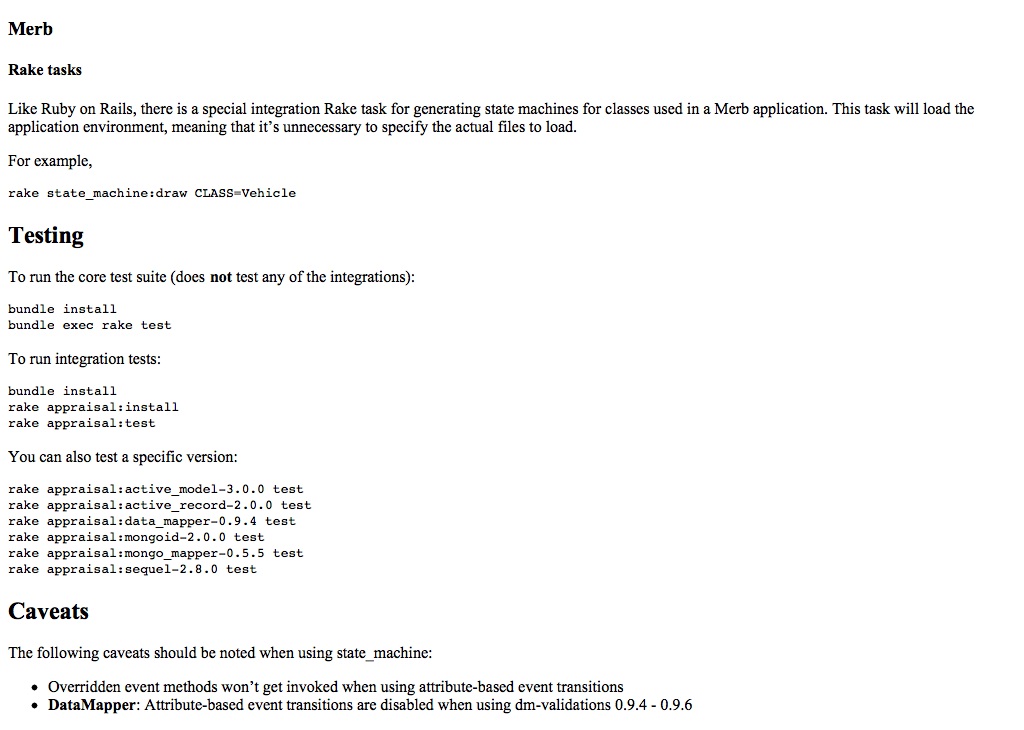 Merb
Rake tasks
Like Ruby on Rails, there is a special integration Rake task for generating state machines for classes used in a Merb application. This task will load the
application environment, meaning that it’s unnecessary to specify the actual files to load.
For example,
rake state_machine:draw CLASS=Vehicle
Testing
To run the core test suite (does not test any of the integrations):
bundle install
bundle exec rake test
To run integration tests:
bundle install
rake appraisal:install
rake appraisal:test
You can also test a specific version:
rake appraisal:active_model-3.0.0 test
rake appraisal:active_record-2.0.0 test
rake appraisal:data_mapper-0.9.4 test
rake appraisal:mongoid-2.0.0 test
rake appraisal:mongo_mapper-0.5.5 test
rake appraisal:sequel-2.8.0 test
Caveats
The following caveats should be noted when using state_machine:
• Overridden event methods won’t get invoked when using attribute-based event transitions
• DataMapper: Attribute-based event transitions are disabled when using dm-validations 0.9.4 - 0.9.6